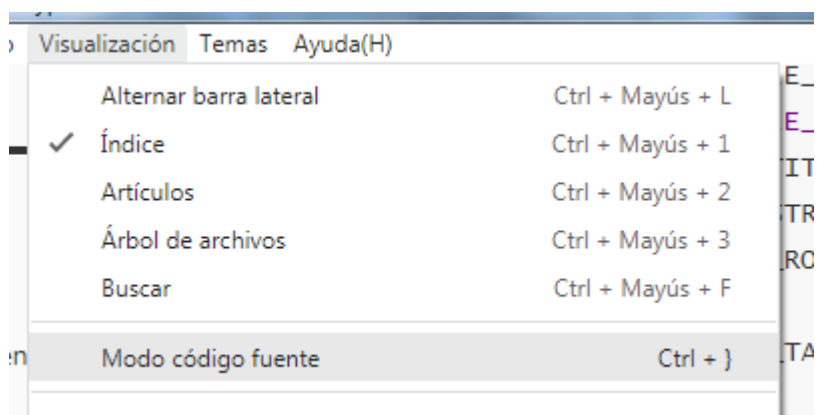 Visualización Temas Ayuda(H)
Alternar barra lateral Ctrl + Mayús + L
Índice Ctrl + Mayús + 1
Artículos Ctrl + Mayús + 2
Árbol de archivos Ctrl + Mayús + 3
Buscar Ctrl + Mayús + F
Modo código fuente Ctrl + }